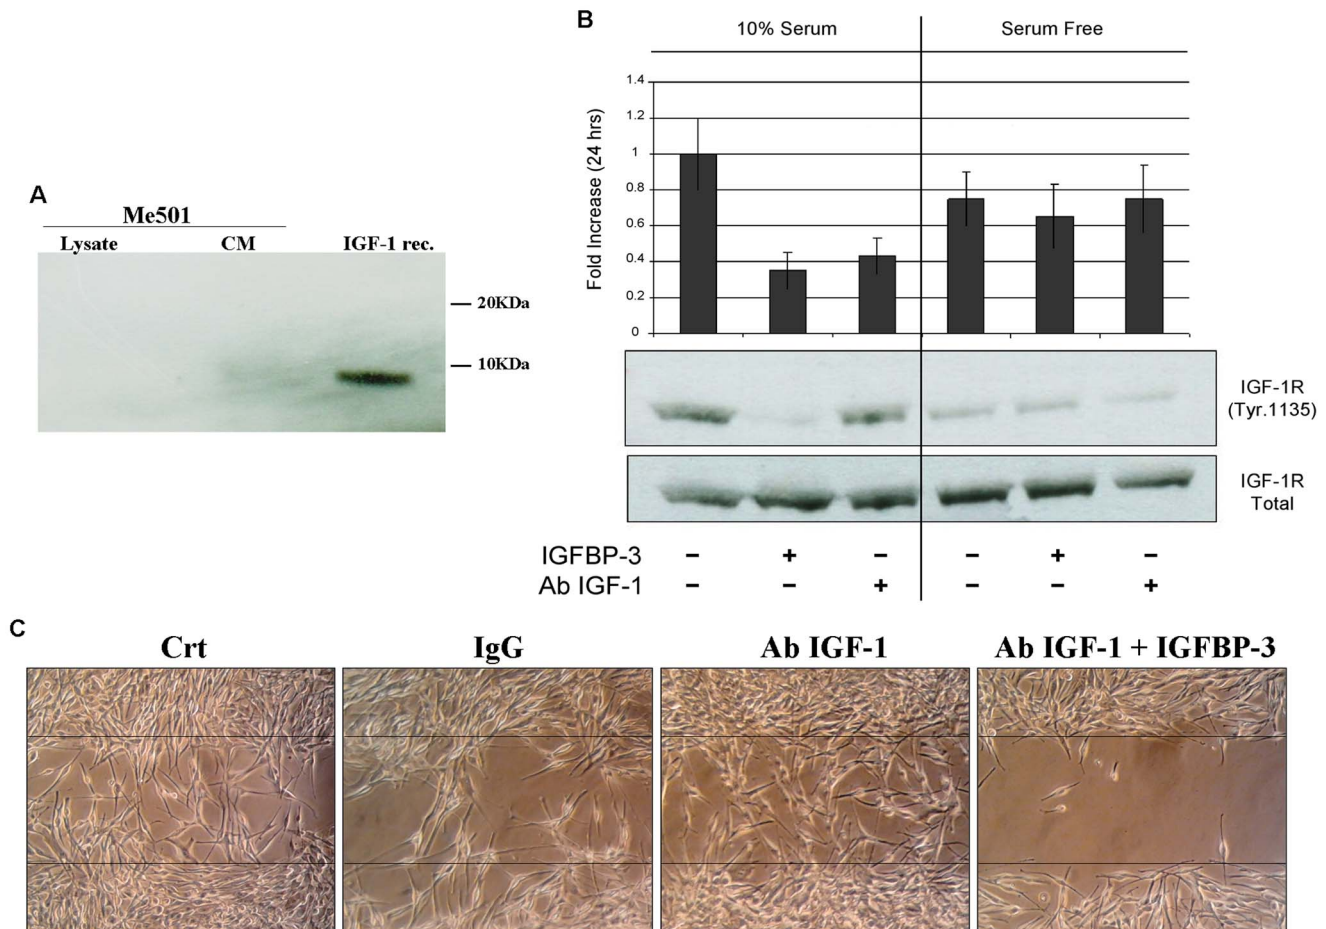 A
Me501
Lysate CM IGF-1 rec.
20KDa
10KDa
B
10% Serum Serum Free
Fold Increase (24 hrs)
1.4
1.2
1
0.8
0.6
0.4
0.2
0
IGF-1R
(Tyr.1135)
IGF-1R
Total
IGFBP-3 − + − − + −
Ab IGF-1 − − + − − +
C
Crt IgG Ab IGF-1 Ab IGF-1 + IGFBP-3